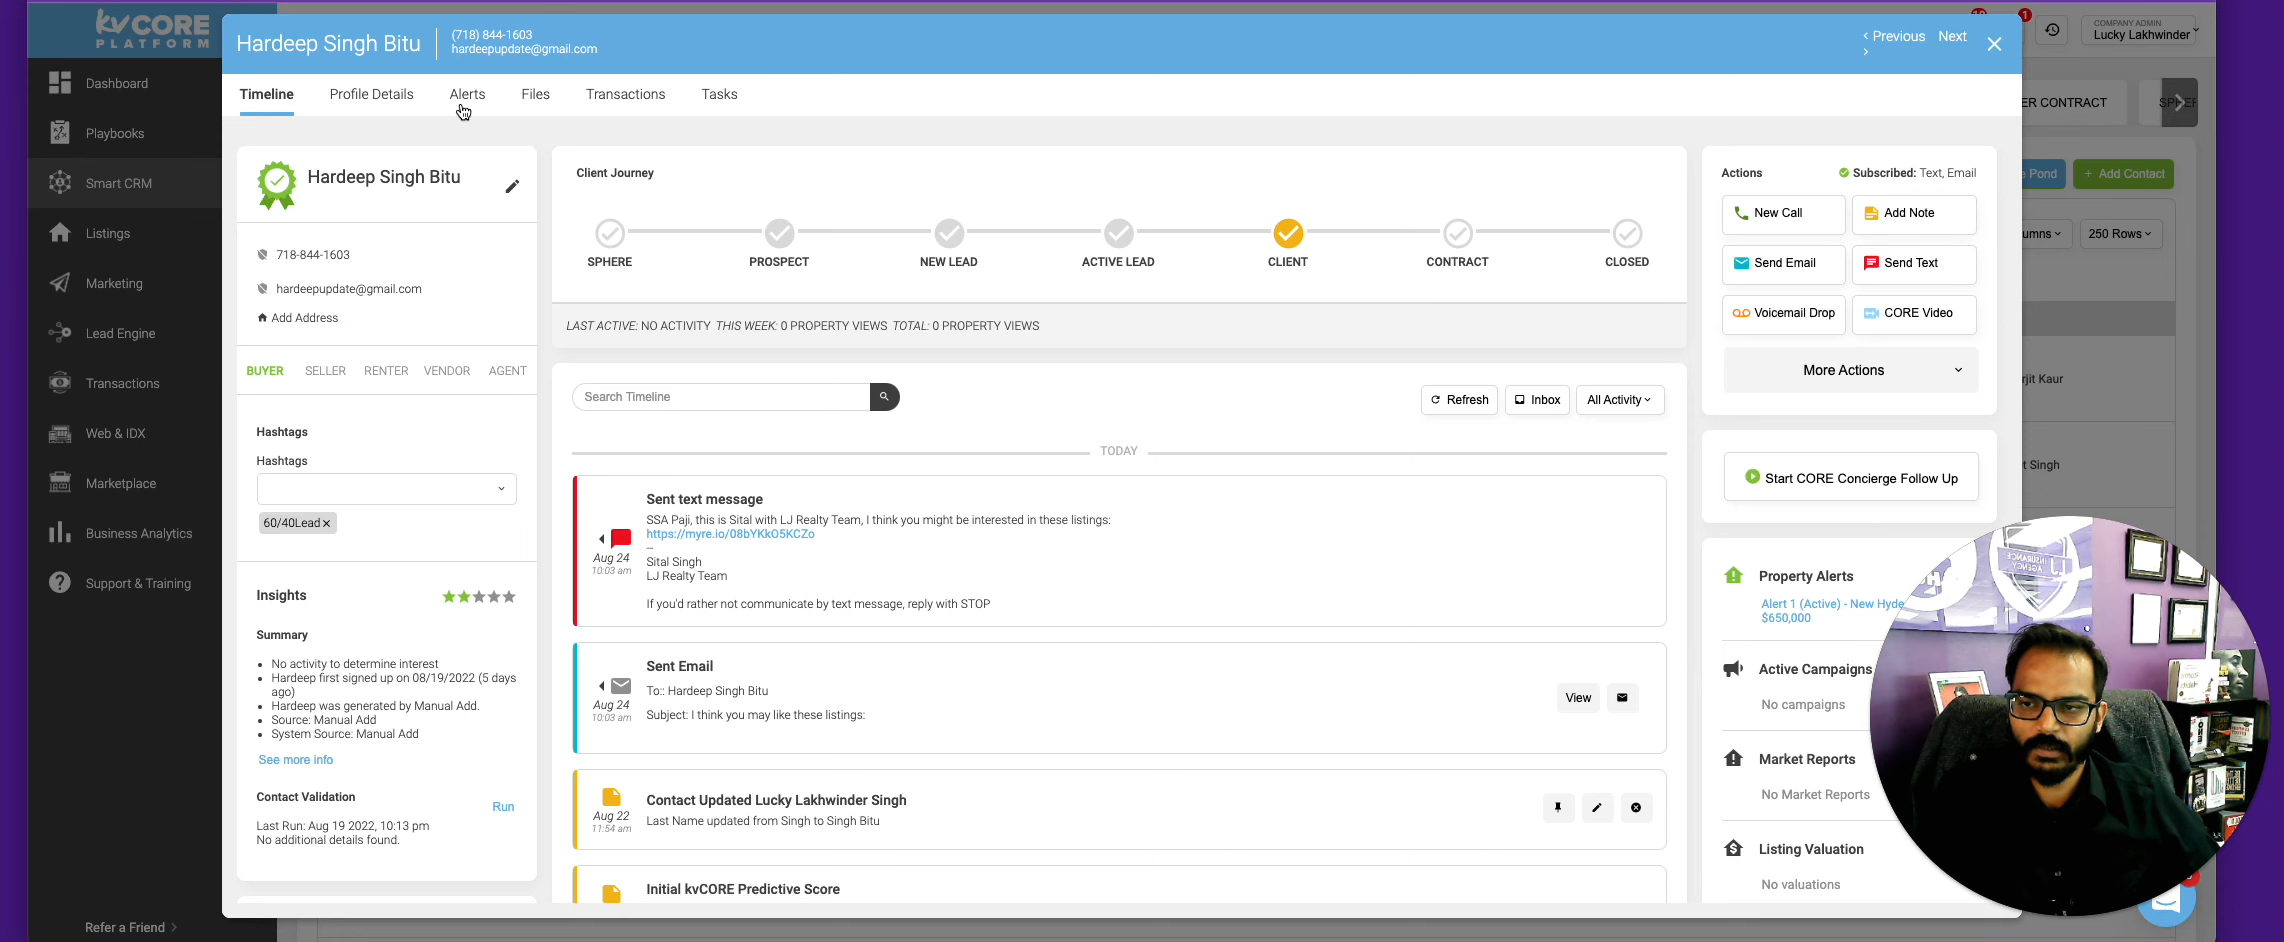 kvCORE
PLATFORM
Dashboard
Playbooks
Smart CRM
Listings
Marketing
Lead Engine
Transactions
Web & IDX
Marketplace
Business Analytics
Support & Training
Refer a Friend
Hardeep Singh Bitu
(718) 844-1603
hardeepupdate@gmail.com
‹ Previous
Next
›
1
COMPANY ADMIN
Lucky Lakhwinder
Timeline
Profile Details
Alerts
Files
Transactions
Tasks
ER CONTRACT
SPHER
e Pond
+ Add Contact
umns
250 Rows
rjit Kaur
t Singh
Hardeep Singh Bitu
718-844-1603
hardeepupdate@gmail.com
Add Address
BUYER
SELLER
RENTER
VENDOR
AGENT
Hashtags
Hashtags
60/40Lead ×
Insights
Summary
• No activity to determine interest
• Hardeep first signed up on 08/19/2022 (5 days
ago)
• Hardeep was generated by Manual Add.
• Source: Manual Add
• System Source: Manual Add
See more info
Contact Validation
Run
Last Run: Aug 19 2022, 10:13 pm
No additional details found.
Client Journey
SPHERE
PROSPECT
NEW LEAD
ACTIVE LEAD
CLIENT
CONTRACT
CLOSED
LAST ACTIVE: NO ACTIVITY THIS WEEK: 0 PROPERTY VIEWS TOTAL: 0 PROPERTY VIEWS
Search Timeline
Refresh
Inbox
All Activity
TODAY
Sent text message
SSA Paji, this is Sital with LJ Realty Team, I think you might be interested in these listings:
https://myre.io/08bYKkO5KCZo
--
Sital Singh
LJ Realty Team
If you'd rather not communicate by text message, reply with STOP
Aug 24
10:03 am
Sent Email
To:: Hardeep Singh Bitu
Subject: I think you may like these listings:
Aug 24
10:03 am
View
Contact Updated Lucky Lakhwinder Singh
Last Name updated from Singh to Singh Bitu
Aug 22
11:54 am
Initial kvCORE Predictive Score
Actions
Subscribed: Text, Email
New Call
Add Note
Send Email
Send Text
Voicemail Drop
CORE Video
More Actions
Start CORE Concierge Follow Up
Property Alerts
Alert 1 (Active) - New Hyde
$650,000
Active Campaigns
No campaigns
Market Reports
No Market Reports
Listing Valuation
No valuations
LJ
INSURANCE
AGENCY